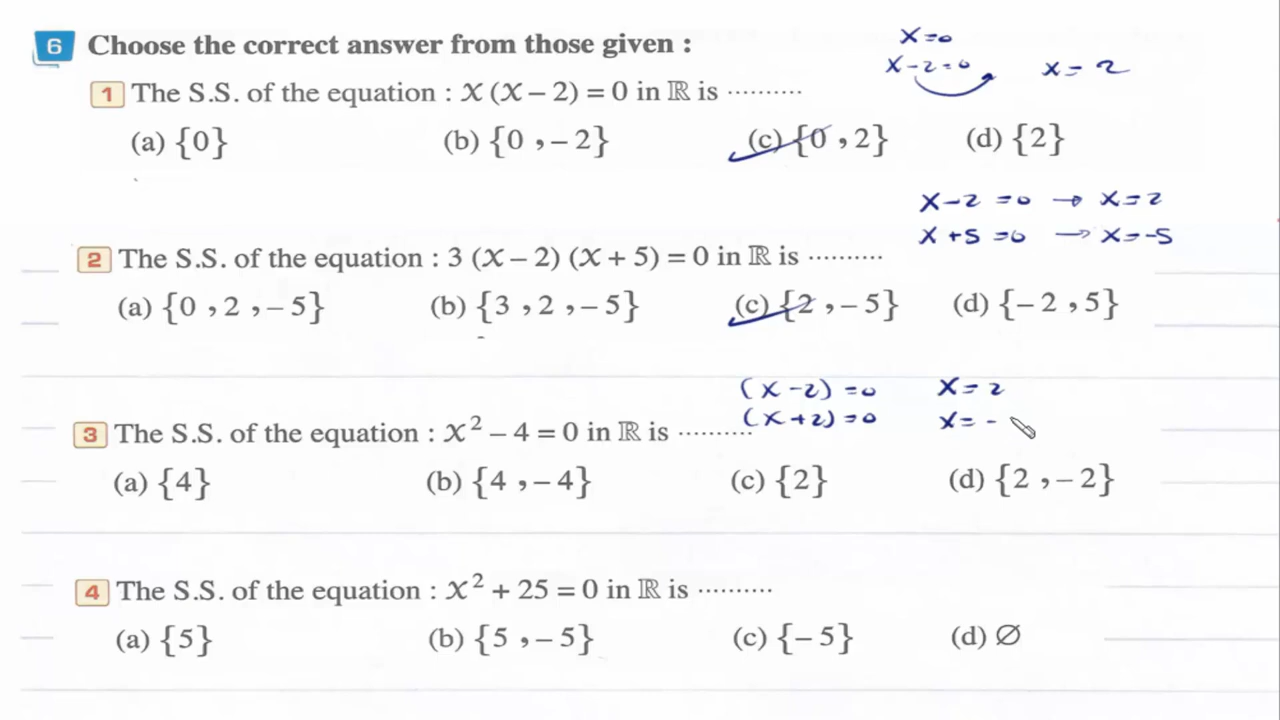 6 Choose the correct answer from those given :
x=0
x-2=0 x=2
1 The S.S. of the equation : x (x – 2) = 0 in ℝ is ··········
(a) {0} (b) {0 , – 2} (c) {0 , 2} (d) {2}
x-2=0 → x=2
x+5=0 → x=-5
2 The S.S. of the equation : 3 (x – 2) (x + 5) = 0 in ℝ is ··········
(a) {0 , 2 , – 5} (b) {3 , 2 , – 5} (c) {2 , – 5} (d) {– 2 , 5}
(x-2)=0 x=2
(x+2)=0 x=-
3 The S.S. of the equation : x² – 4 = 0 in ℝ is ··········
(a) {4} (b) {4 , – 4} (c) {2} (d) {2 , – 2}
4 The S.S. of the equation : x² + 25 = 0 in ℝ is ··········
(a) {5} (b) {5 , – 5} (c) {– 5} (d) ∅